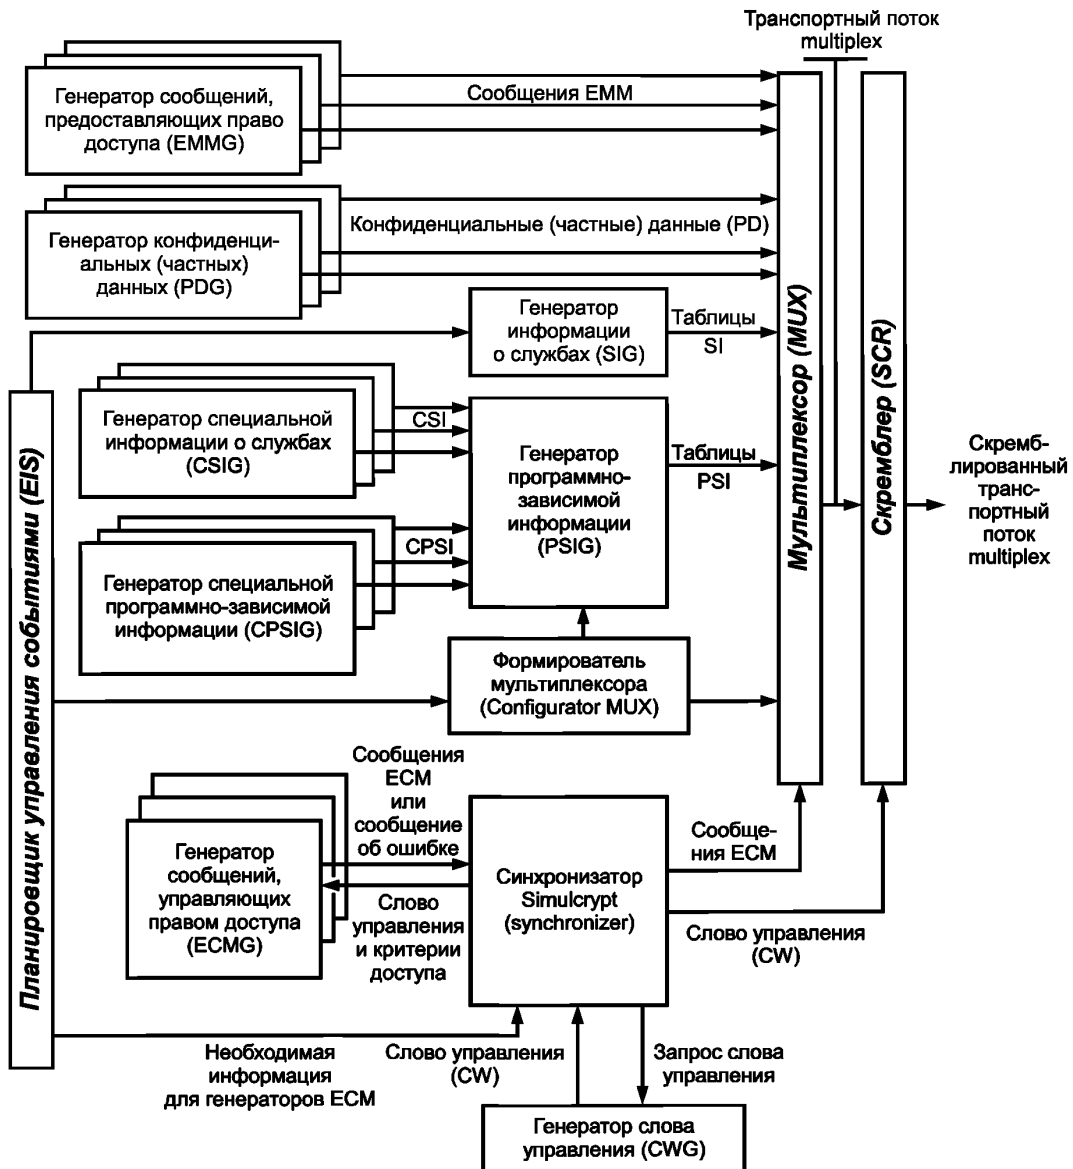 Транспортный поток
multiplex
Генератор сообщений,
предоставляющих право
доступа (EMMG)
Сообщения EMM
Генератор конфиденци-
альных (частных)
данных (PDG)
Конфиденциальные (частные) данные (PD)
Генератор
информации
о службах (SIG)
Таблицы
SI
Генератор специальной
информации о службах
(CSIG)
CSI
Генератор
программно-
зависимой
информации
(PSIG)
Таблицы
PSI
Генератор специальной
программно-зависимой
информации (CPSIG)
CPSI
Формирователь
мультиплексора
(Configurator MUX)
Мультиплексор (MUX)
Скремблер (SCR)
Скремб-
лированный
транс-
портный
поток
multiplex
Планировщик управления событиями (EIS)
Генератор
сообщений,
управляющих
правом доступа
(ECMG)
Сообщения
ECM
или
сообщение
об ошибке
Слово
управления
и критерии
доступа
Синхронизатор
Simulcrypt
(synchronizer)
Сообще-
ния ECM
Слово управления
(CW)
Необходимая
информация
для генераторов ECM
Слово управления
(CW)
Запрос слова
управления
Генератор слова
управления (CWG)